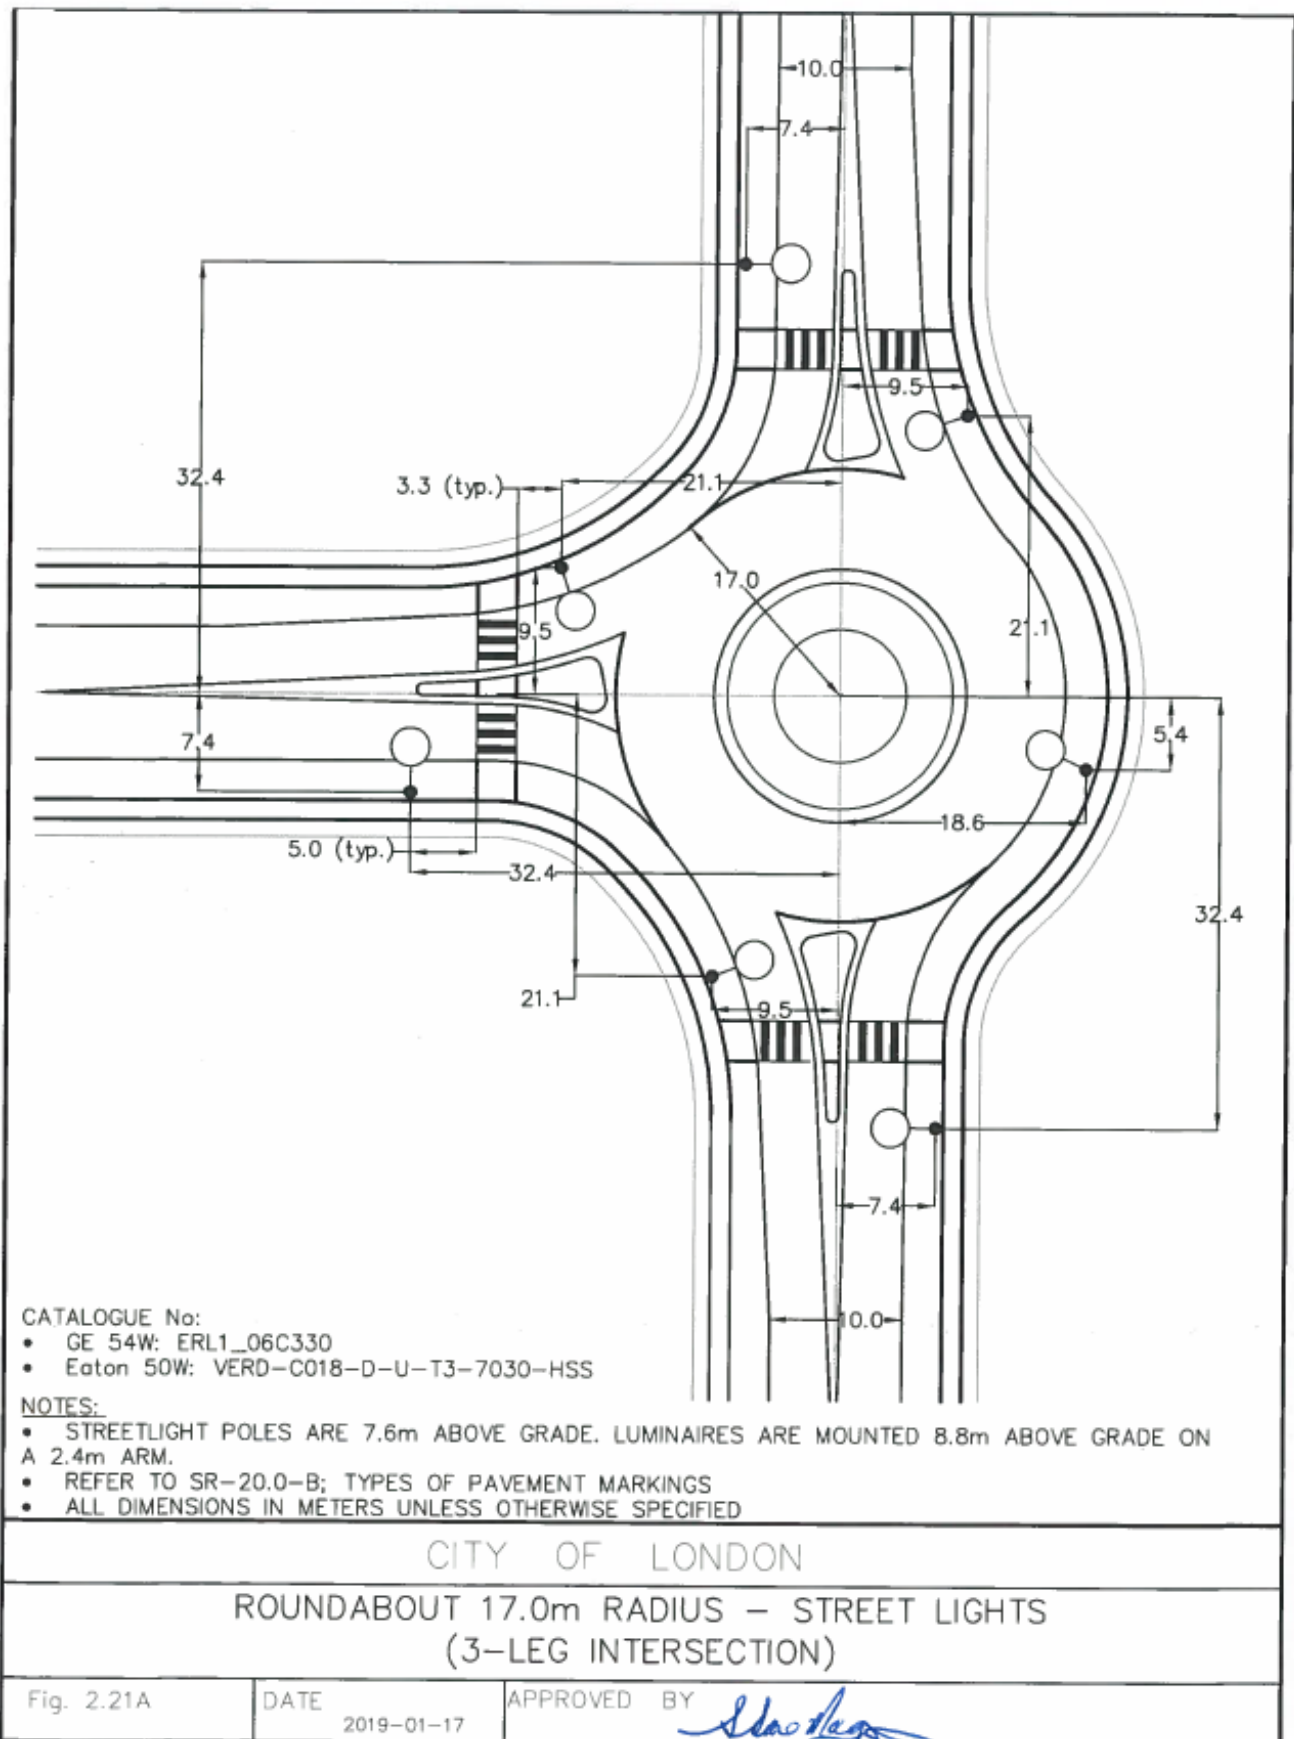 10.0
7.4
9.5
32.4
3.3 (typ.)
21.1
17.0
9.5
21.1
7.4
5.4
18.6
5.0 (typ.)
32.4
32.4
21.1
9.5
7.4
10.0
CATALOGUE No:
• GE 54W: ERL1_06C330
• Eaton 50W: VERD-C018-D-U-T3-7030-HSS
NOTES:
• STREETLIGHT POLES ARE 7.6m ABOVE GRADE. LUMINAIRES ARE MOUNTED 8.8m ABOVE GRADE ON
A 2.4m ARM.
• REFER TO SR-20.0-B; TYPES OF PAVEMENT MARKINGS
• ALL DIMENSIONS IN METERS UNLESS OTHERWISE SPECIFIED
CITY OF LONDON
ROUNDABOUT 17.0m RADIUS - STREET LIGHTS
(3-LEG INTERSECTION)
Fig. 2.21A
DATE
2019-01-17
APPROVED BY